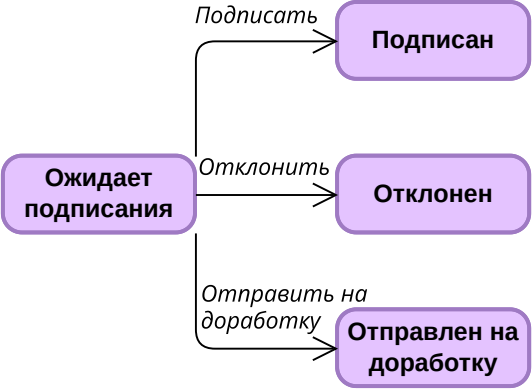 Подписать
Подписан
Ожидает
подписания
Отклонить
Отклонен
Отправить на
доработку
Отправлен на
доработку